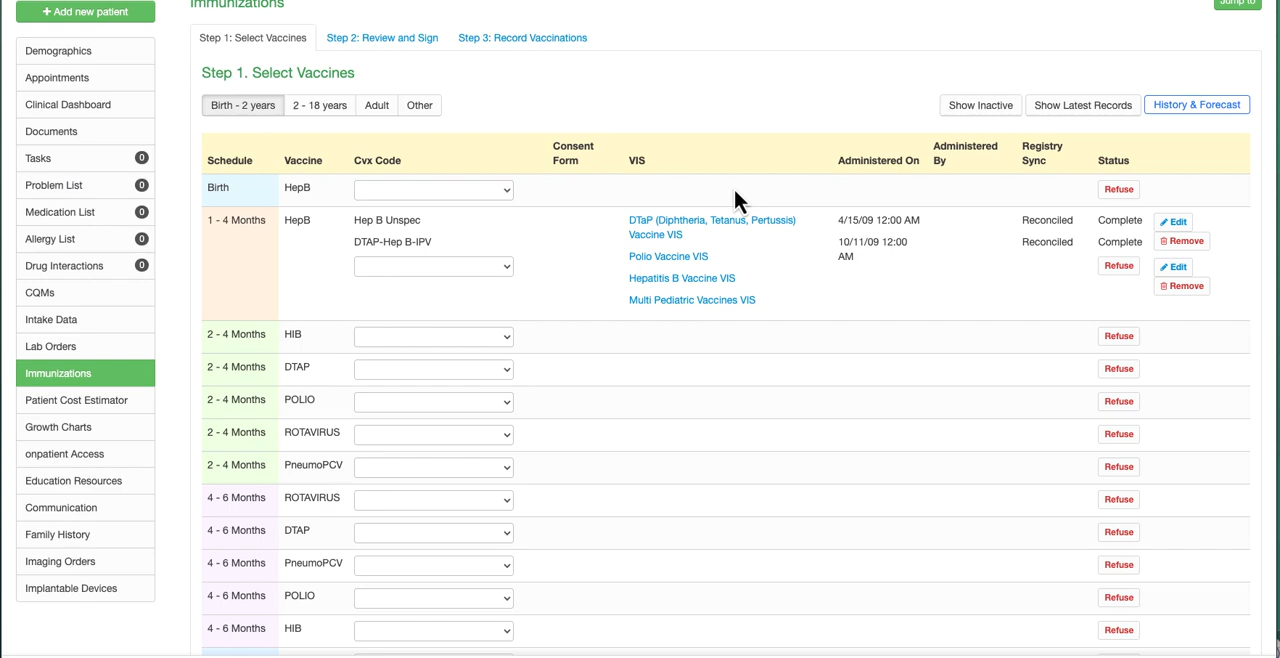 Immunizations
Jump to
+ Add new patient
Demographics
Appointments
Clinical Dashboard
Documents
Tasks 0
Problem List 0
Medication List 0
Allergy List 0
Drug Interactions 0
CQMs
Intake Data
Lab Orders
Immunizations
Patient Cost Estimator
Growth Charts
onpatient Access
Education Resources
Communication
Family History
Imaging Orders
Implantable Devices
Step 1: Select Vaccines Step 2: Review and Sign Step 3: Record Vaccinations
Step 1. Select Vaccines
Birth - 2 years 2 - 18 years Adult Other Show Inactive Show Latest Records History & Forecast
Schedule Vaccine Cvx Code Consent Form VIS Administered On Administered By Registry Sync Status
Birth HepB Refuse
1 - 4 Months HepB Hep B Unspec DTaP (Diphtheria, Tetanus, Pertussis) 4/15/09 12:00 AM Reconciled Complete Edit
Vaccine VIS
DTAP-Hep B-IPV 10/11/09 12:00 Reconciled Complete Remove
Polio Vaccine VIS AM
Refuse Edit
Hepatitis B Vaccine VIS
Remove
Multi Pediatric Vaccines VIS
2 - 4 Months HIB Refuse
2 - 4 Months DTAP Refuse
2 - 4 Months POLIO Refuse
2 - 4 Months ROTAVIRUS Refuse
2 - 4 Months PneumoPCV Refuse
4 - 6 Months ROTAVIRUS Refuse
4 - 6 Months DTAP Refuse
4 - 6 Months PneumoPCV Refuse
4 - 6 Months POLIO Refuse
4 - 6 Months HIB Refuse